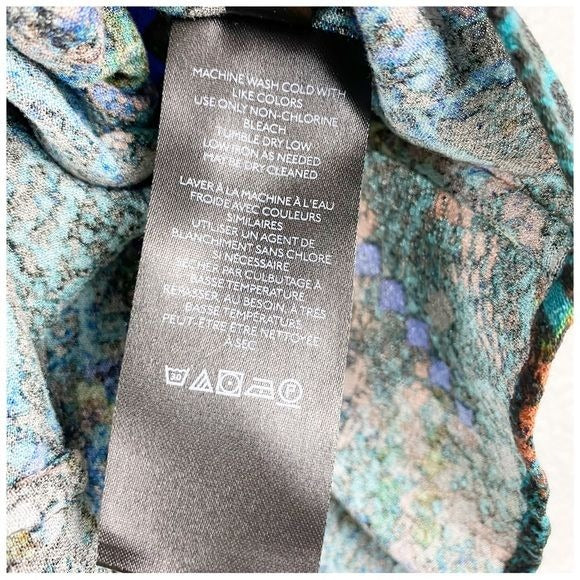 MACHINE WASH COLD WITH
LIKE COLORS
USE ONLY NON-CHLORINE
BLEACH
TUMBLE DRY LOW
LOW IRON AS NEEDED
MAY BE DRY CLEANED
LAVER À LA MACHINE À L'EAU
FROIDE AVEC COULEURS
SIMILAIRES
UTILISER UN AGENT DE
BLANCHIMENT SANS CHLORE
SI NÉCESSAIRE
SÉCHER PAR CULBUTAGE À
BASSE TEMPÉRATURE
REPASSER, AU BESOIN, À TRÈS
BASSE TEMPÉRATURE
PEUT-ÊTRE ÊTRE NETTOYÉE
À SEC
30
P